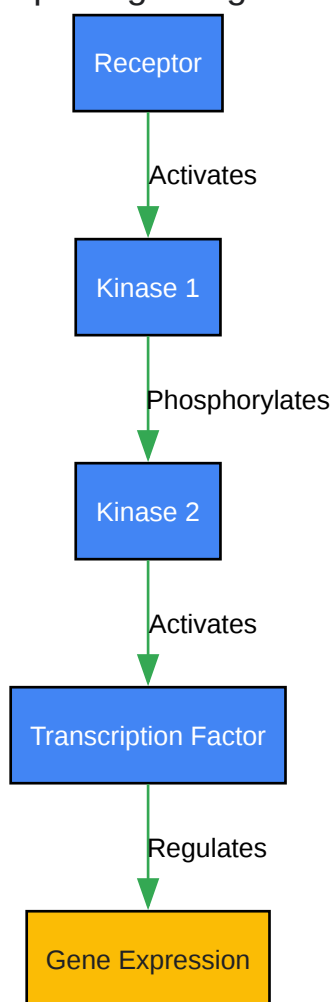 Receptor
Activates
Kinase 1
Phosphorylates
Kinase 2
Activates
Transcription Factor
Regulates
Gene Expression